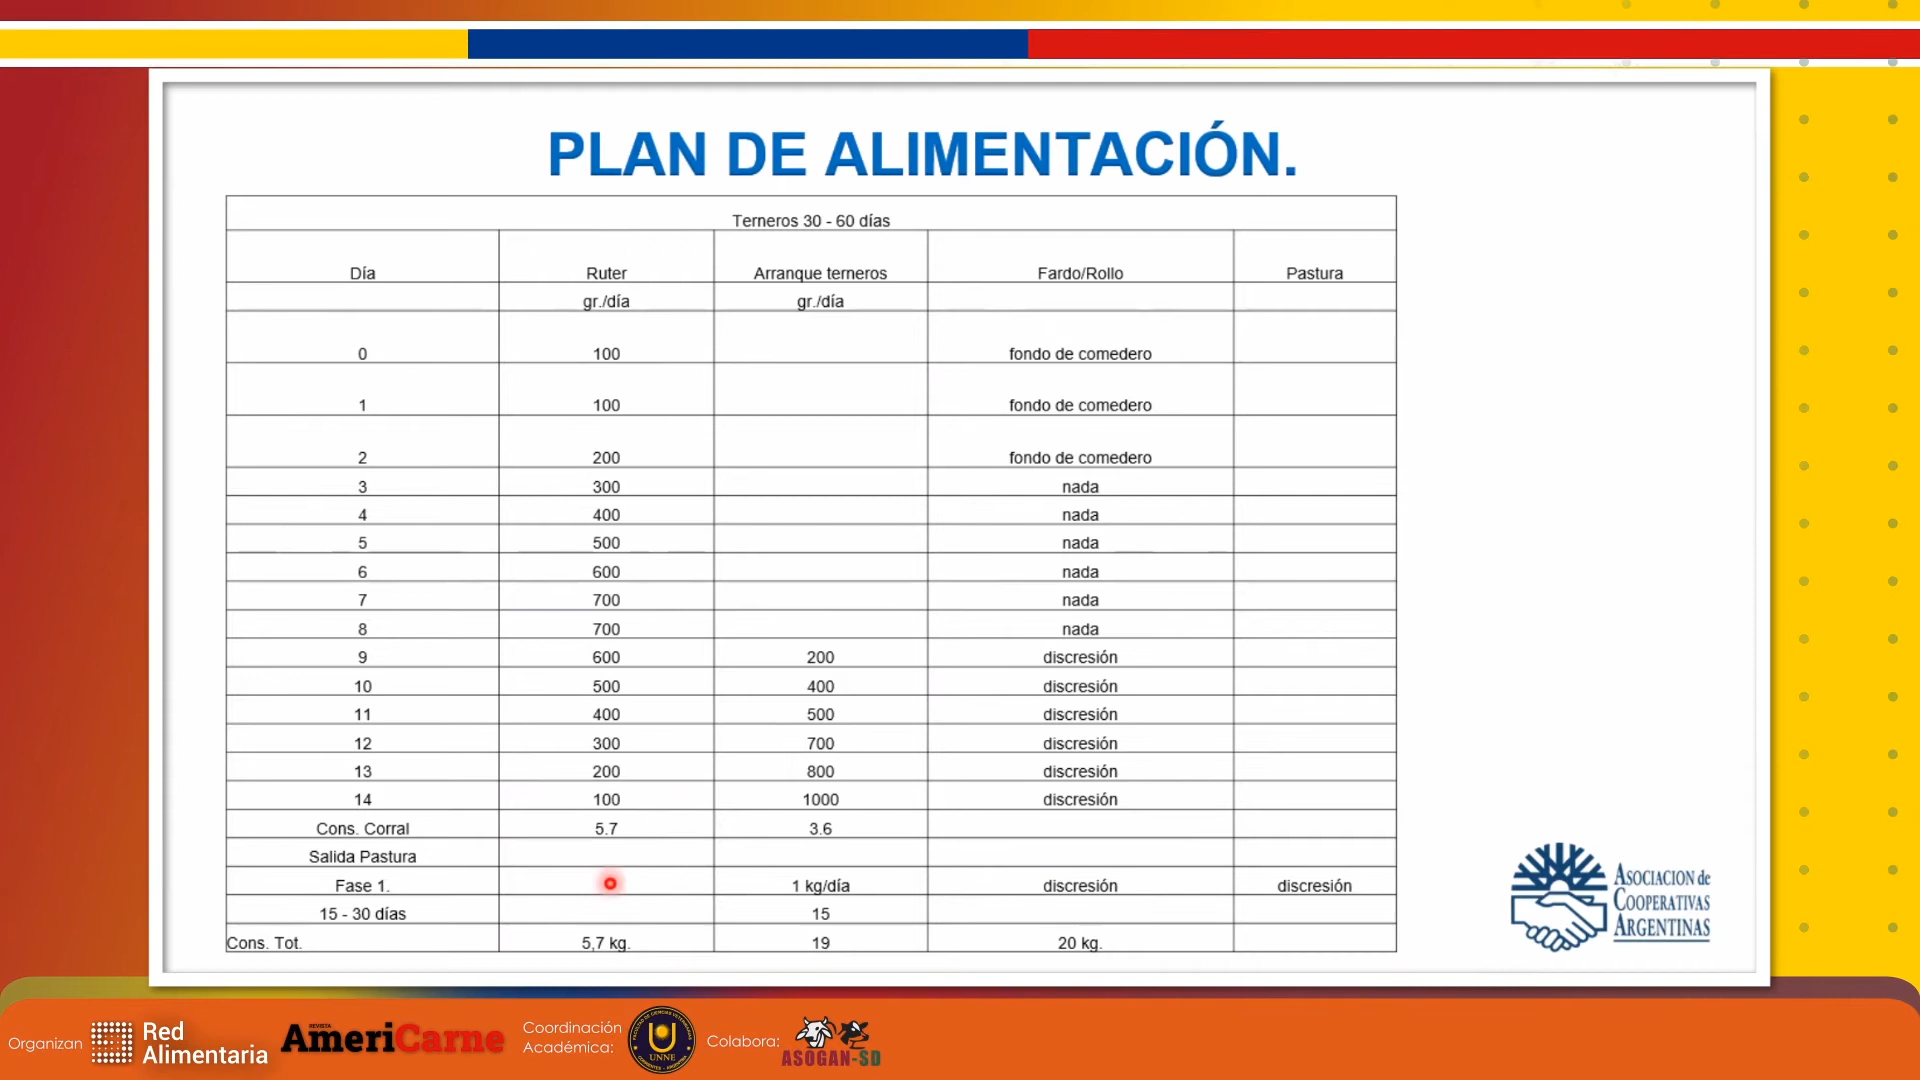 PLAN DE ALIMENTACIÓN.
Terneros 30 - 60 días
Día Ruter Arranque terneros Fardo/Rollo Pastura
gr./día gr./día
0 100 fondo de comedero
1 100 fondo de comedero
2 200 fondo de comedero
3 300 nada
4 400 nada
5 500 nada
6 600 nada
7 700 nada
8 700 nada
9 600 200 discresión
10 500 400 discresión
11 400 500 discresión
12 300 700 discresión
13 200 800 discresión
14 100 1000 discresión
Cons. Corral 5.7 3.6
Salida Pastura
Fase 1. 1 kg/día discresión discresión
15 - 30 días 15
Cons. Tot. 5,7 kg. 19 20 kg.
ASOCIACION de
COOPERATIVAS
ARGENTINAS
Organizan
Red
Alimentaria
REVISTA
AmeriCarne
Coordinación
Académica:
UNNE
Colabora:
ASOGAN-SD